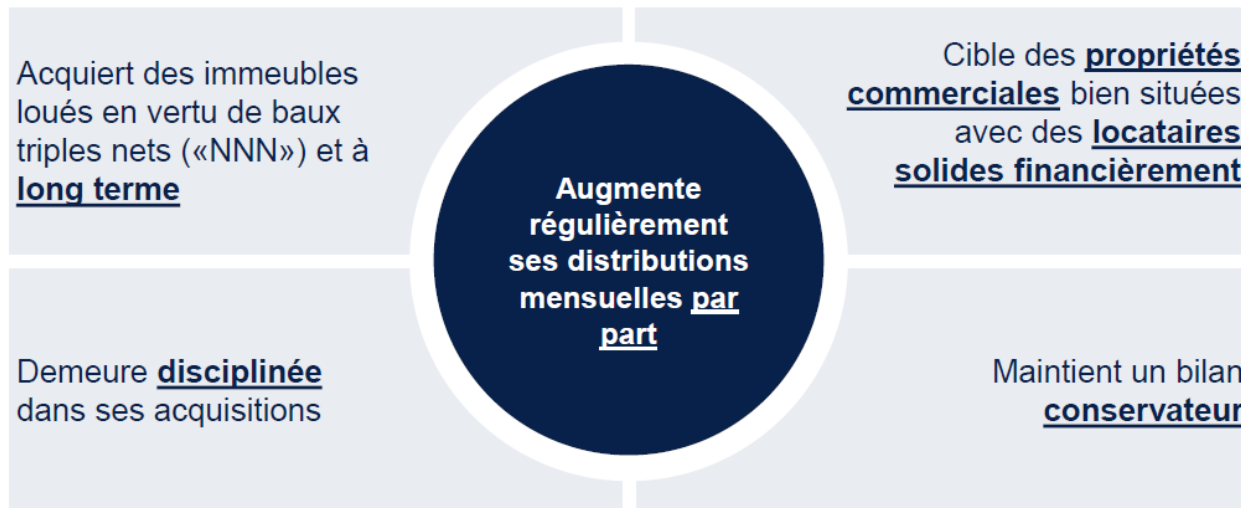 Acquiert des immeubles
loués en vertu de baux
triples nets («NNN») et à
long terme
Cible des propriétés
commerciales bien situées
avec des locataires
solides financièrement
Augmente
régulièrement
ses distributions
mensuelles par
part
Demeure disciplinée
dans ses acquisitions
Maintient un bilan
conservateur